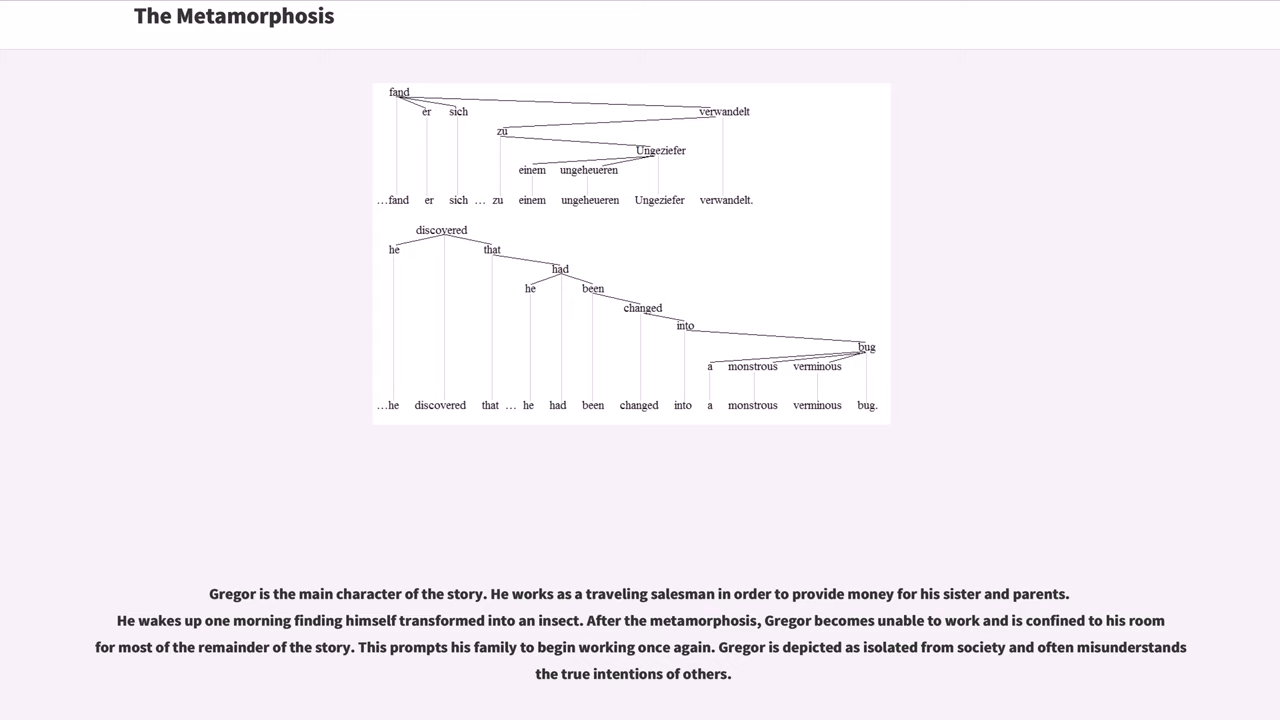 The Metamorphosis
fand
er sich verwandelt
zu
Ungeziefer
einem ungeheueren
…fand er sich … zu einem ungeheueren Ungeziefer verwandelt.
discovered
he that
had
he been
changed
into
bug
a monstrous verminous
…he discovered that … he had been changed into a monstrous verminous bug.
Gregor is the main character of the story. He works as a traveling salesman in order to provide money for his sister and parents.
He wakes up one morning finding himself transformed into an insect. After the metamorphosis, Gregor becomes unable to work and is confined to his room
for most of the remainder of the story. This prompts his family to begin working once again. Gregor is depicted as isolated from society and often misunderstands
the true intentions of others.